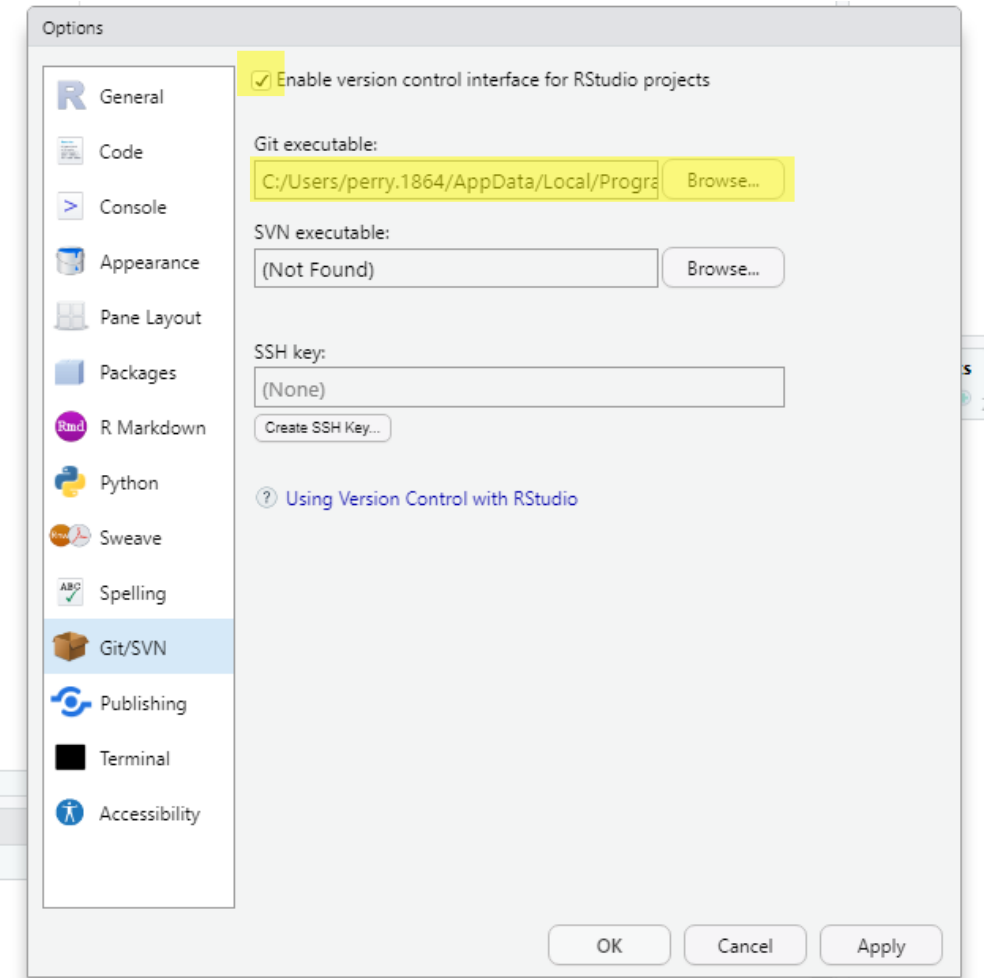 Options
General
Code
Console
Appearance
Pane Layout
Packages
Rmd R Markdown
Python
Rnw Sweave
ABC Spelling
Git/SVN
Publishing
Terminal
Accessibility
Enable version control interface for RStudio projects
Git executable:
C:/Users/perry.1864/AppData/Local/Progra Browse...
SVN executable:
(Not Found) Browse...
SSH key:
(None)
Create SSH Key...
? Using Version Control with RStudio
OK Cancel Apply